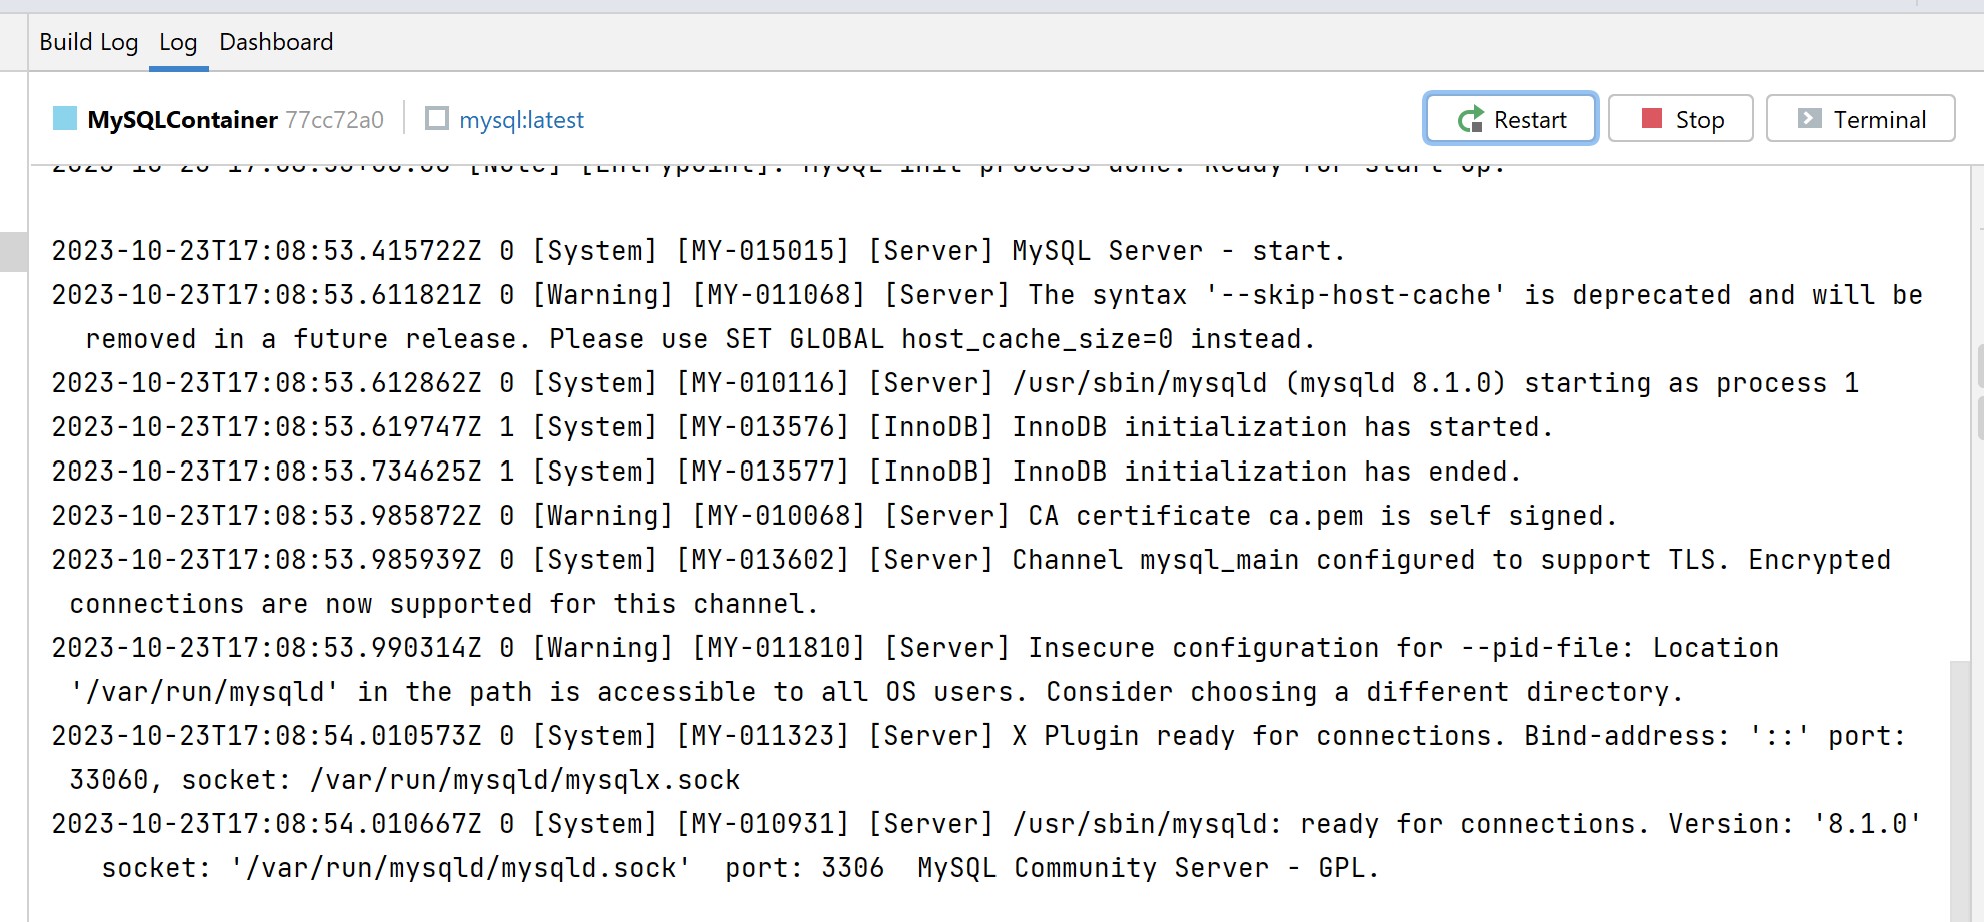 Build Log Log Dashboard
MySQLContainer 77cc72a0 mysql:latest Restart Stop Terminal
[Note] [Entrypoint]: MySQL init process done. Ready for start up.
2023-10-23T17:08:53.415722Z 0 [System] [MY-015015] [Server] MySQL Server - start.
2023-10-23T17:08:53.611821Z 0 [Warning] [MY-011068] [Server] The syntax '--skip-host-cache' is deprecated and will be
removed in a future release. Please use SET GLOBAL host_cache_size=0 instead.
2023-10-23T17:08:53.612862Z 0 [System] [MY-010116] [Server] /usr/sbin/mysqld (mysqld 8.1.0) starting as process 1
2023-10-23T17:08:53.619747Z 1 [System] [MY-013576] [InnoDB] InnoDB initialization has started.
2023-10-23T17:08:53.734625Z 1 [System] [MY-013577] [InnoDB] InnoDB initialization has ended.
2023-10-23T17:08:53.985872Z 0 [Warning] [MY-010068] [Server] CA certificate ca.pem is self signed.
2023-10-23T17:08:53.985939Z 0 [System] [MY-013602] [Server] Channel mysql_main configured to support TLS. Encrypted
connections are now supported for this channel.
2023-10-23T17:08:53.990314Z 0 [Warning] [MY-011810] [Server] Insecure configuration for --pid-file: Location
'/var/run/mysqld' in the path is accessible to all OS users. Consider choosing a different directory.
2023-10-23T17:08:54.010573Z 0 [System] [MY-011323] [Server] X Plugin ready for connections. Bind-address: '::' port:
33060, socket: /var/run/mysqld/mysqlx.sock
2023-10-23T17:08:54.010667Z 0 [System] [MY-010931] [Server] /usr/sbin/mysqld: ready for connections. Version: '8.1.0'
socket: '/var/run/mysqld/mysqld.sock'  port: 3306  MySQL Community Server - GPL.